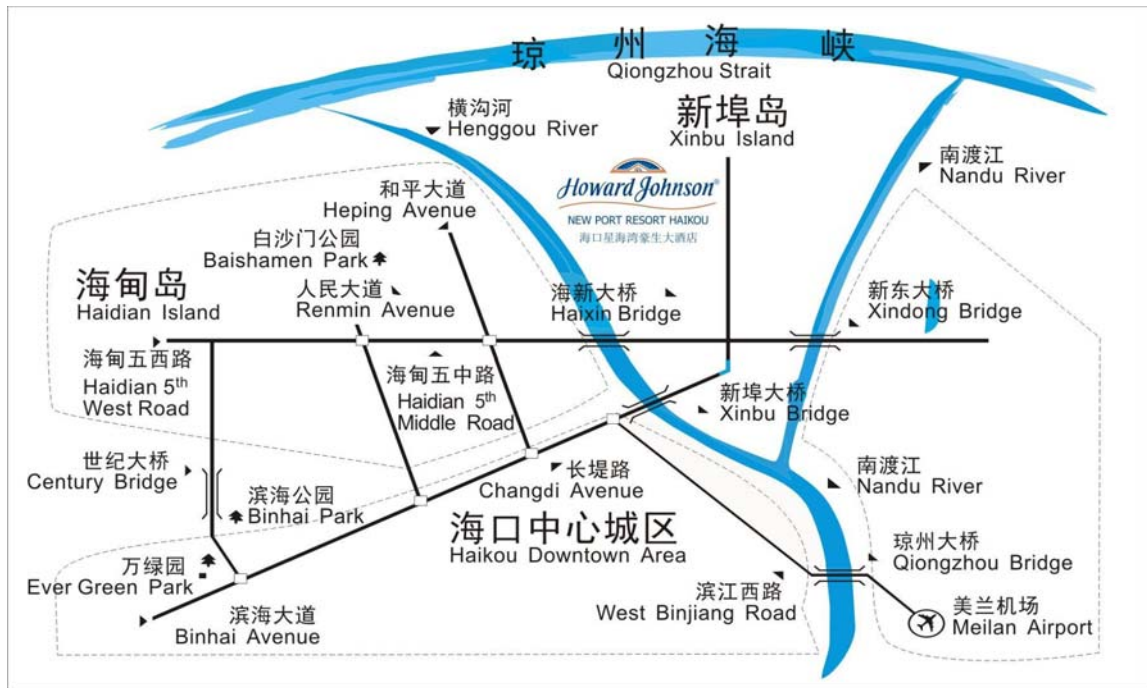 琼州海峡
Qiongzhou Strait
横沟河
Henggou River
新埠岛
Xinbu Island
南渡江
Nandu River
Howard Johnson®
NEW PORT RESORT HAIKOU
海口星海湾豪生大酒店
和平大道
Heping Avenue
白沙门公园
Baishamen Park
海甸岛
Haidian Island
人民大道
Renmin Avenue
海新大桥
Haixin Bridge
新东大桥
Xindong Bridge
海甸五西路
Haidian 5th
West Road
海甸五中路
Haidian 5th
Middle Road
新埠大桥
Xinbu Bridge
世纪大桥
Century Bridge
滨海公园
Binhai Park
长堤路
Changdi Avenue
南渡江
Nandu River
海口中心城区
Haikou Downtown Area
万绿园
Ever Green Park
琼州大桥
Qiongzhou Bridge
滨江西路
West Binjiang Road
滨海大道
Binhai Avenue
美兰机场
Meilan Airport